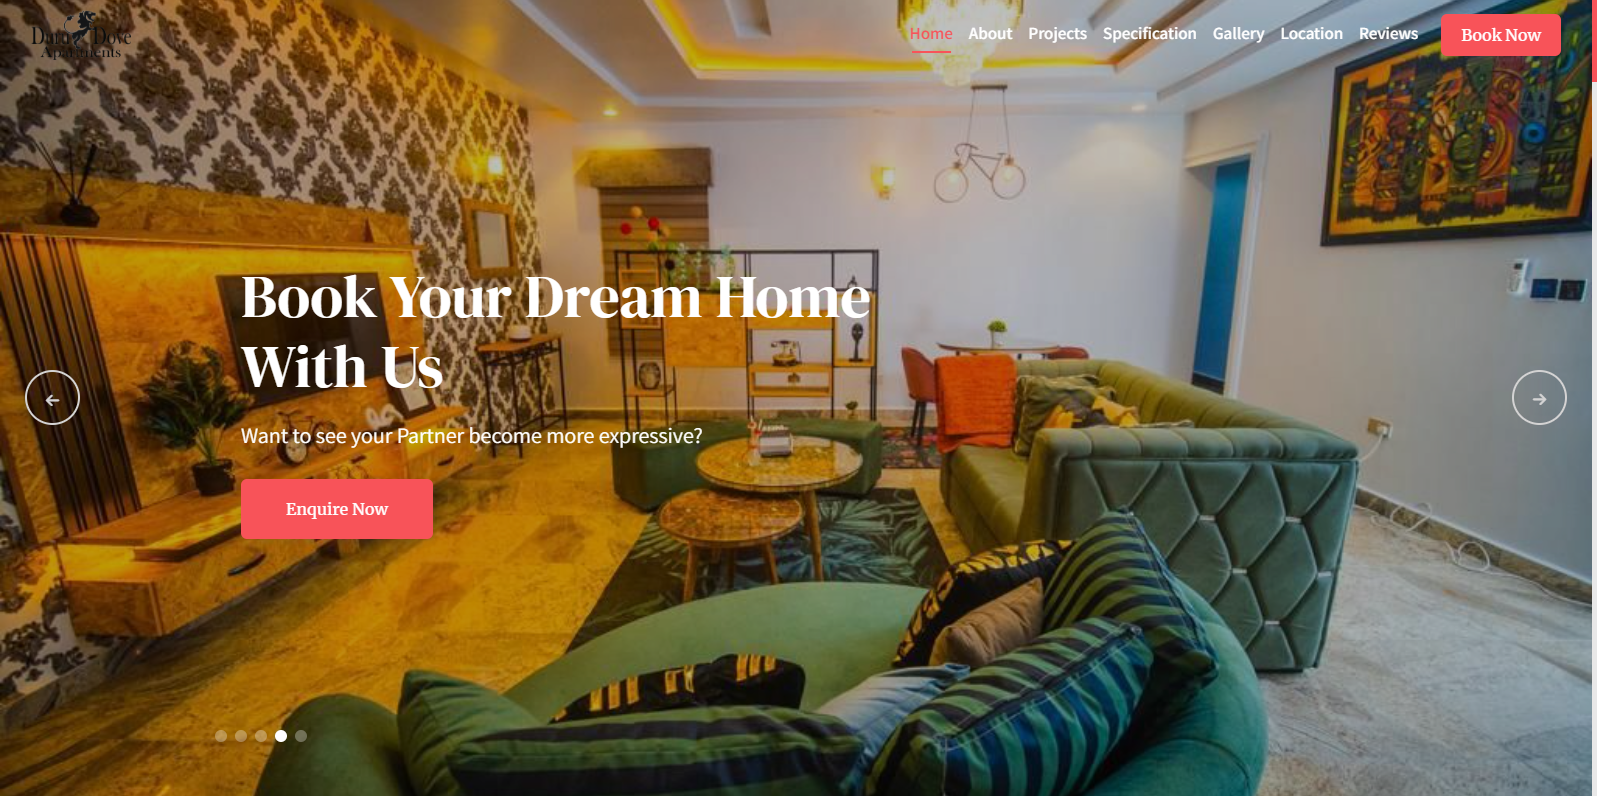 Dutch Dove
Apartments
Home About Projects Specification Gallery Location Reviews Book Now
Book Your Dream Home
With Us
Want to see your Partner become more expressive?
Enquire Now